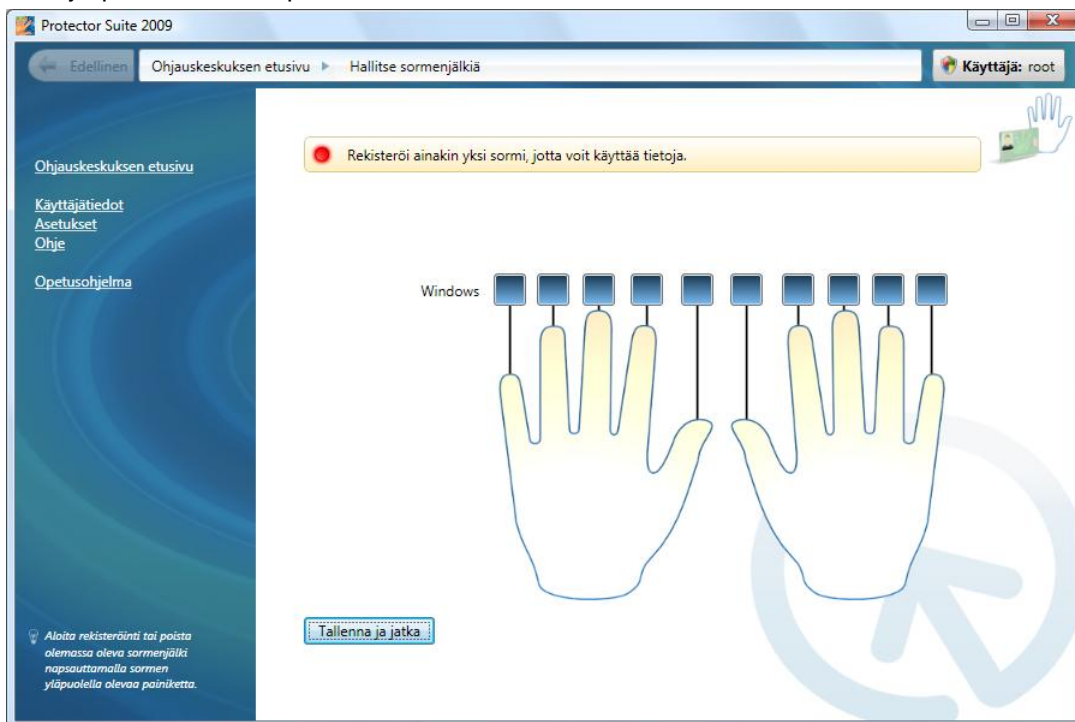 Protector Suite 2009
Edellinen
Ohjauskeskuksen etusivu
Hallitse sormenjälkiä
Käyttäjä: root
Rekisteröi ainakin yksi sormi, jotta voit käyttää tietoja.
Ohjauskeskuksen etusivu
Käyttäjätiedot
Asetukset
Ohje
Opetusohjelma
Windows
Tallenna ja jatka
Aloita rekisteröinti tai poista
olemassa oleva sormenjälki
napsauttamalla sormen
yläpuolella olevaa painiketta.